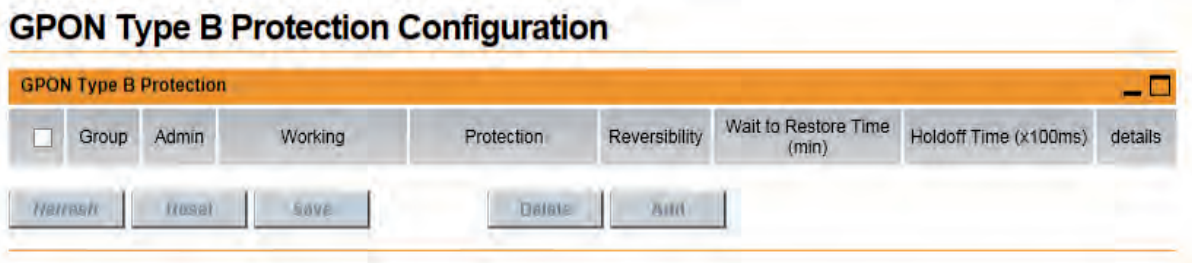 GPON Type B Protection Configuration
GPON Type B Protection
Group Admin Working Protection Reversibility Wait to Restore Time (min) Holdoff Time (x100ms) details
Refresh Reset Save Delete Add